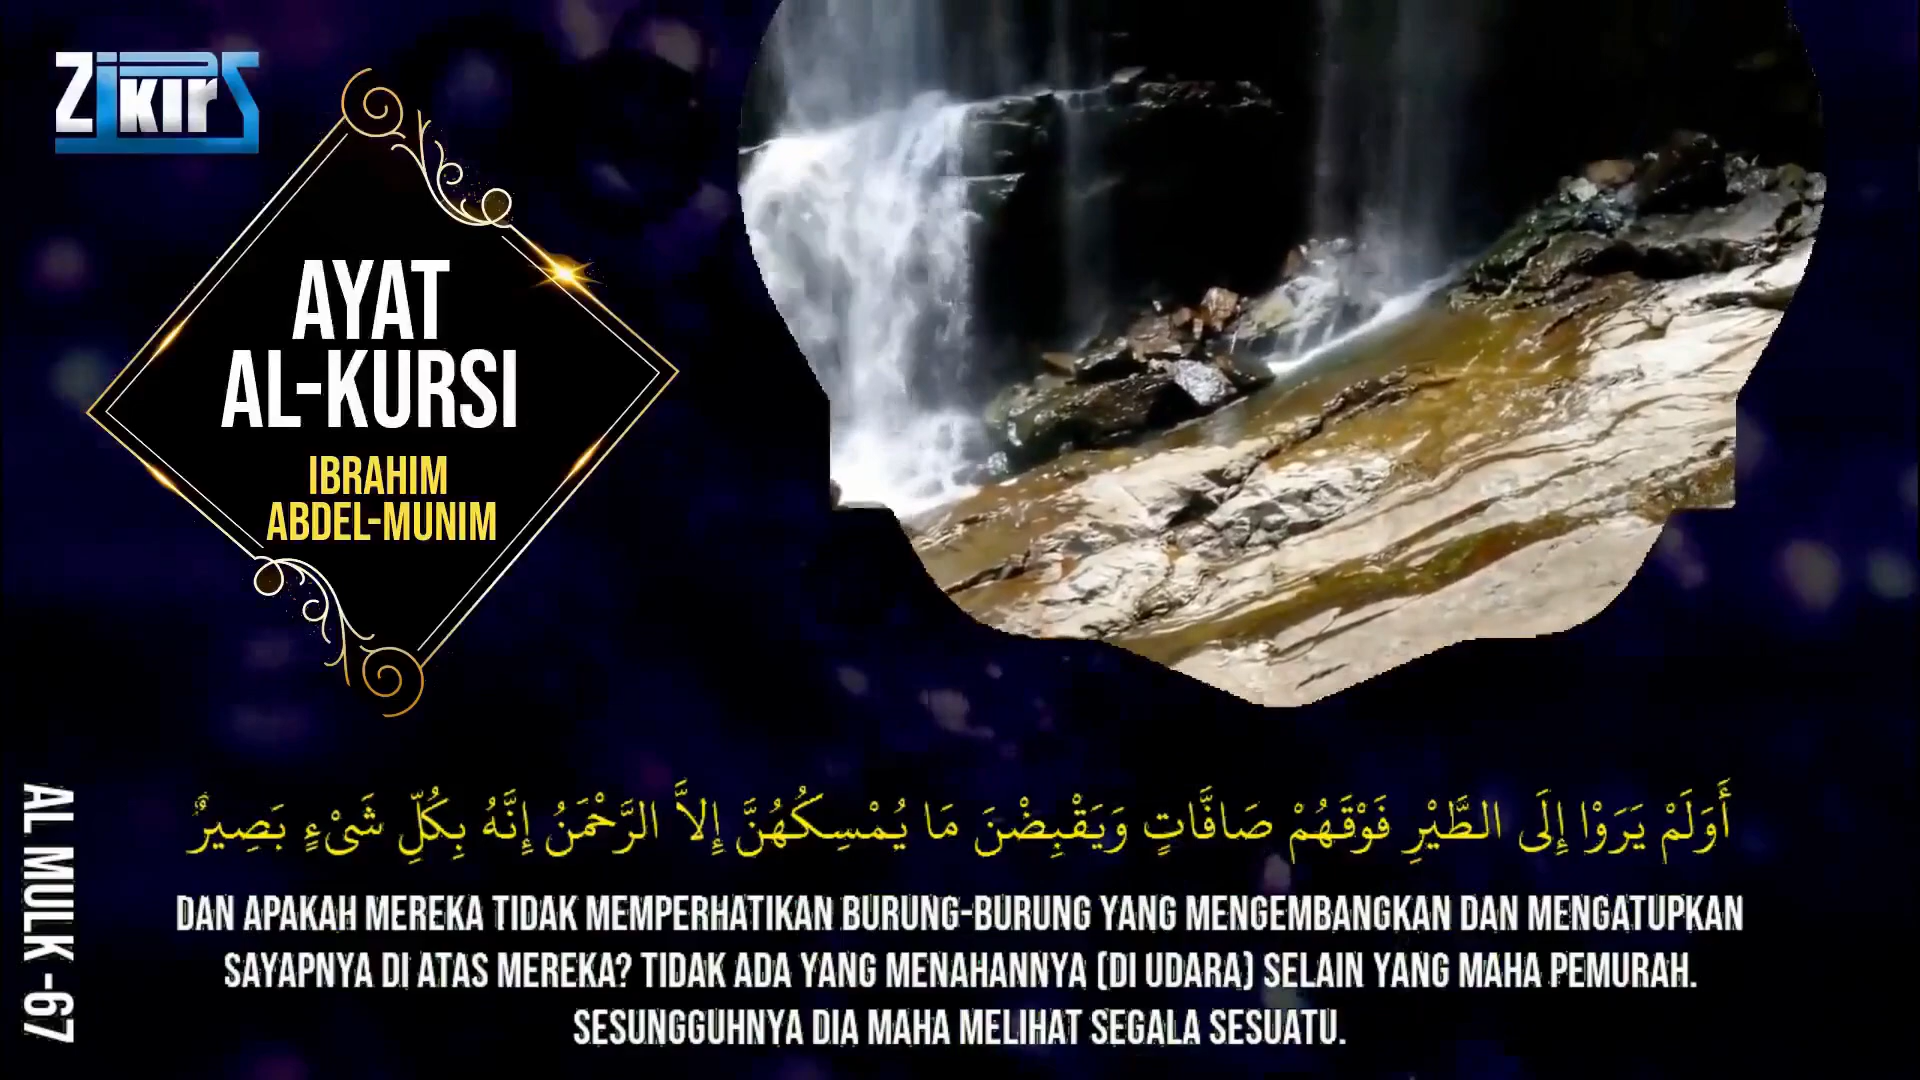 Zikir
AYAT
AL-KURSI
IBRAHIM
ABDEL-MUNIM
AL MULK -67
أَوَلَمْ يَرَوْا إِلَى الطَّيْرِ فَوْقَهُمْ صَافَّاتٍ وَيَقْبِضْنَ مَا يُمْسِكُهُنَّ إِلاَّ الرَّحْمَنُ إِنَّهُ بِكُلِّ شَىْءٍ بَصِيرٌ
DAN APAKAH MEREKA TIDAK MEMPERHATIKAN BURUNG-BURUNG YANG MENGEMBANGKAN DAN MENGATUPKAN
SAYAPNYA DI ATAS MEREKA? TIDAK ADA YANG MENAHANNYA (DI UDARA) SELAIN YANG MAHA PEMURAH.
SESUNGGUHNYA DIA MAHA MELIHAT SEGALA SESUATU.